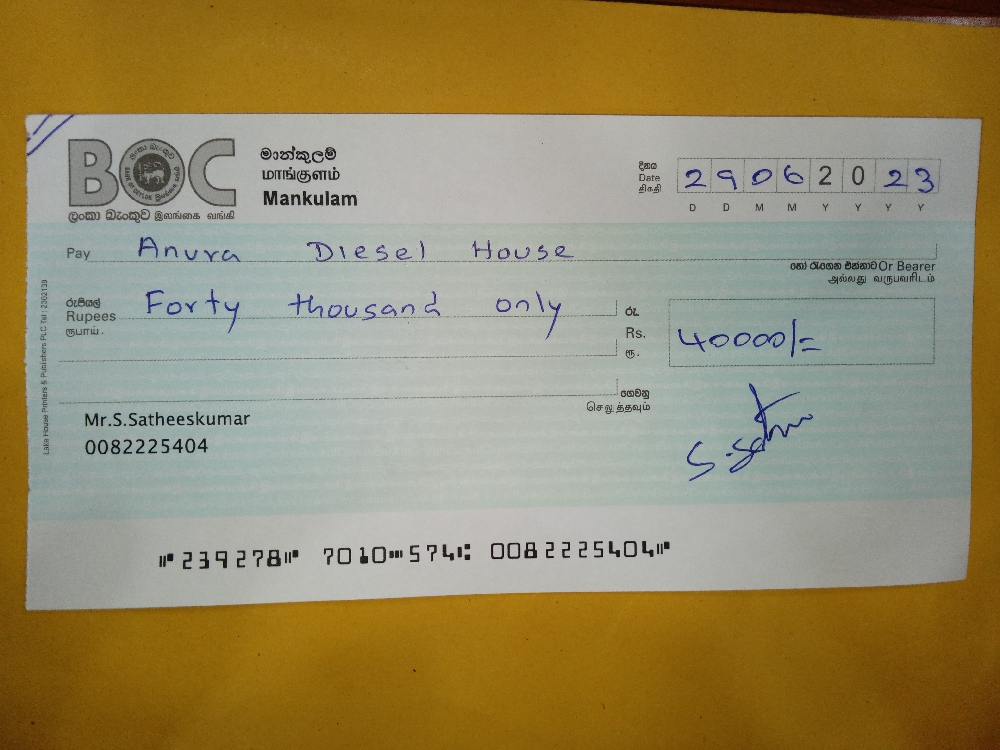 BOC
ලංකා බැංකුව இலங்கை வங்கி
මාන්කුලම්
மாங்குளம்
Mankulam
දිනය
Date
திகதி
29062023
D D M M Y Y Y Y
Pay Anura Diesel House
හෝ රැගෙන එන්නාට Or Bearer
அல்லது வருபவரிடம்
රුපියල්
Rupees Forty thousand only
ரூபாய்.
රු.
Rs. 40000/=
ரூ.
ගෙවනු
செலுத்தவும்
Mr.S.Satheeskumar
0082225404
Lake House Printers & Publishers PLC Tel : 2302139
⑈239278⑈ 7010⑉574⑆ 0082225404⑈